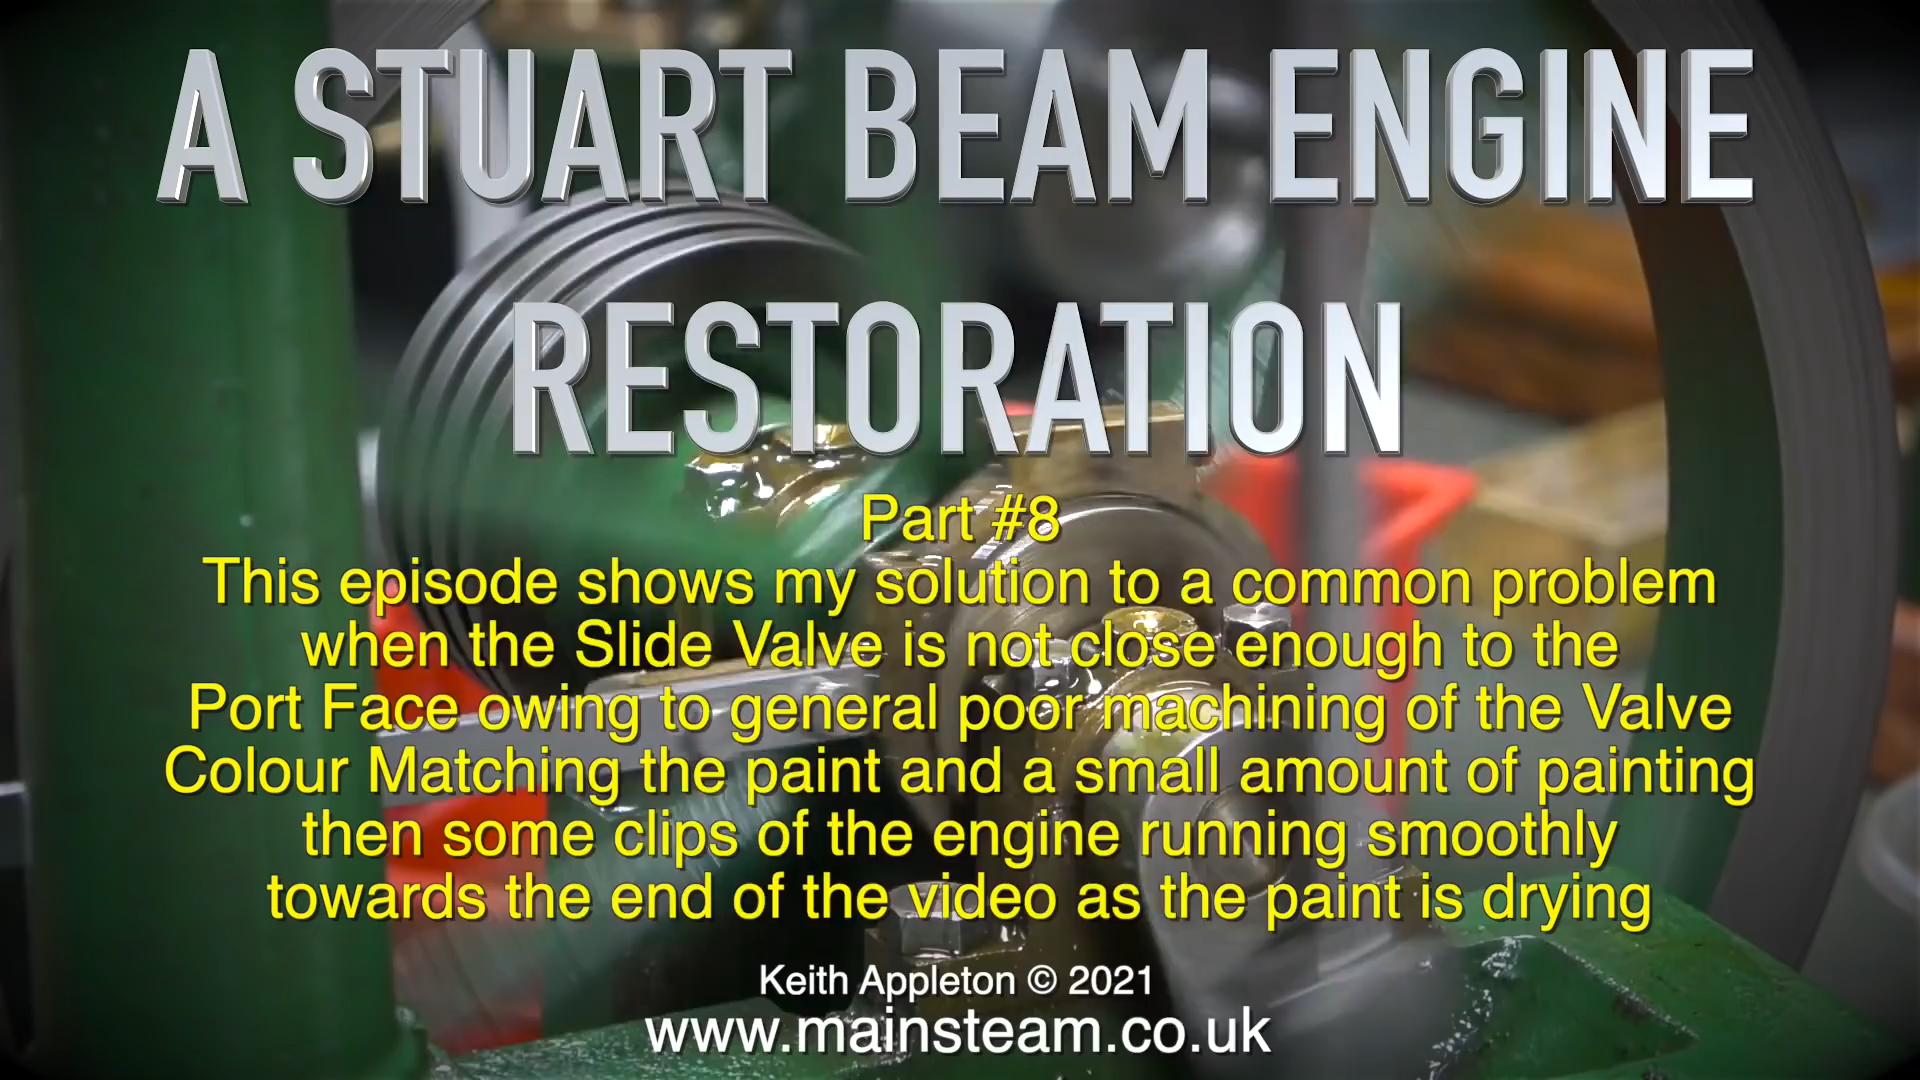 A STUART BEAM ENGINE
RESTORATION
Part #8
This episode shows my solution to a common problem
when the Slide Valve is not close enough to the
Port Face owing to general poor machining of the Valve
Colour Matching the paint and a small amount of painting
then some clips of the engine running smoothly
towards the end of the video as the paint is drying
Keith Appleton © 2021
www.mainsteam.co.uk